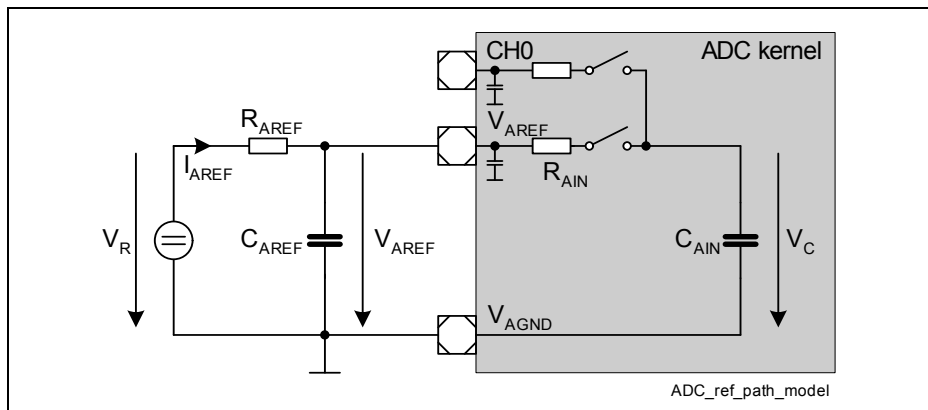 CH0
ADC kernel
R_AREF
V_AREF
I_AREF
R_AIN
V_R
C_AREF
V_AREF
C_AIN
V_C
V_AGND
ADC_ref_path_model